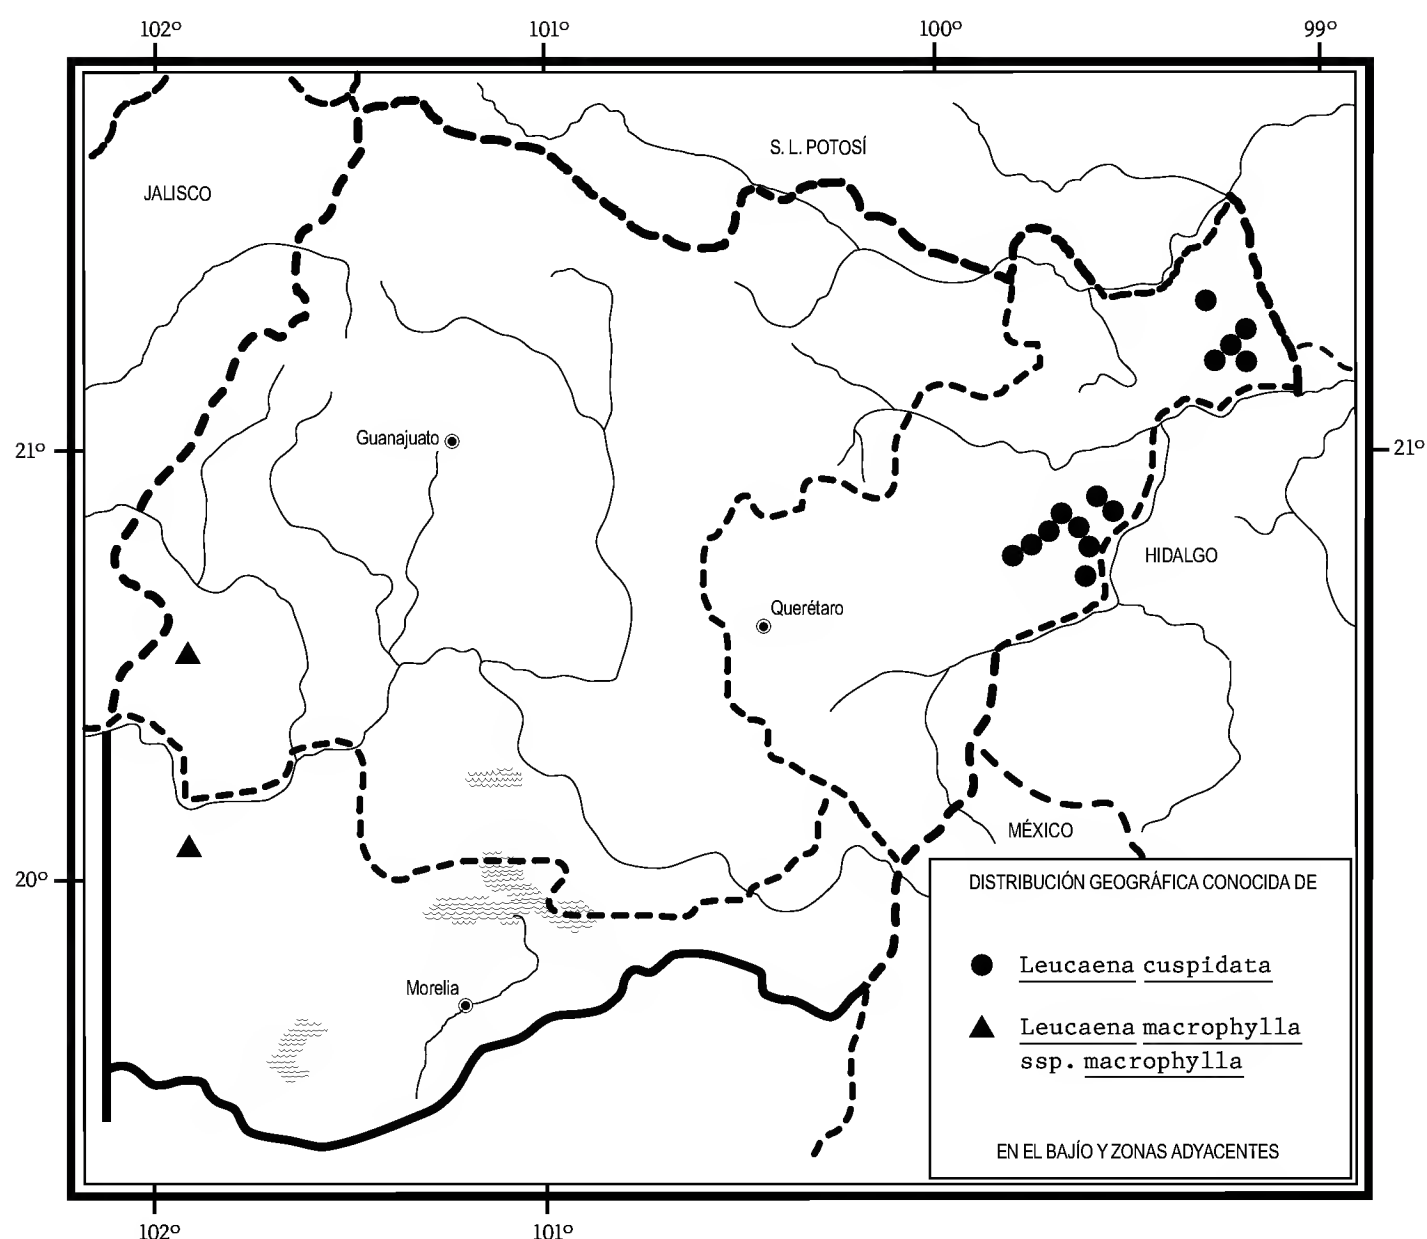 102º 101º 100º 99º
S. L. POTOSÍ
JALISCO
Guanajuato
21º 21º
HIDALGO
Querétaro
MÉXICO
20º
DISTRIBUCIÓN GEOGRÁFICA CONOCIDA DE
Leucaena cuspidata
Morelia
Leucaena macrophylla
ssp. macrophylla
EN EL BAJÍO Y ZONAS ADYACENTES
102º 101º